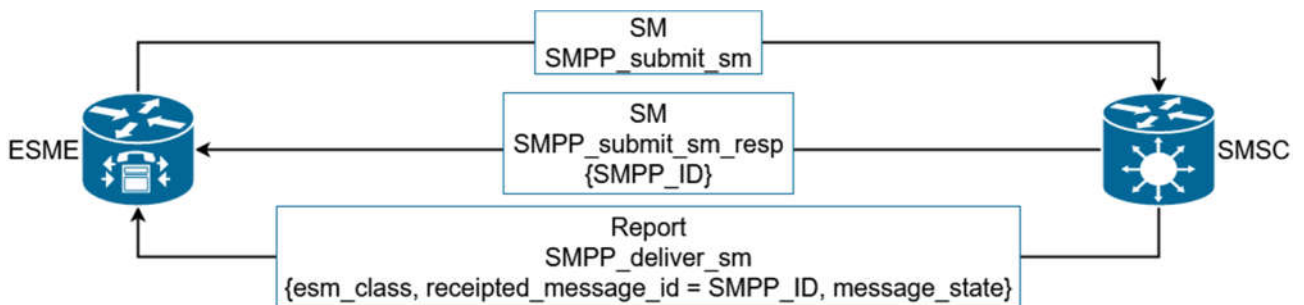 SM
SMPP_submit_sm
ESME
SM
SMPP_submit_sm_resp
{SMPP_ID}
SMSC
Report
SMPP_deliver_sm
{esm_class, receipted_message_id = SMPP_ID, message_state}